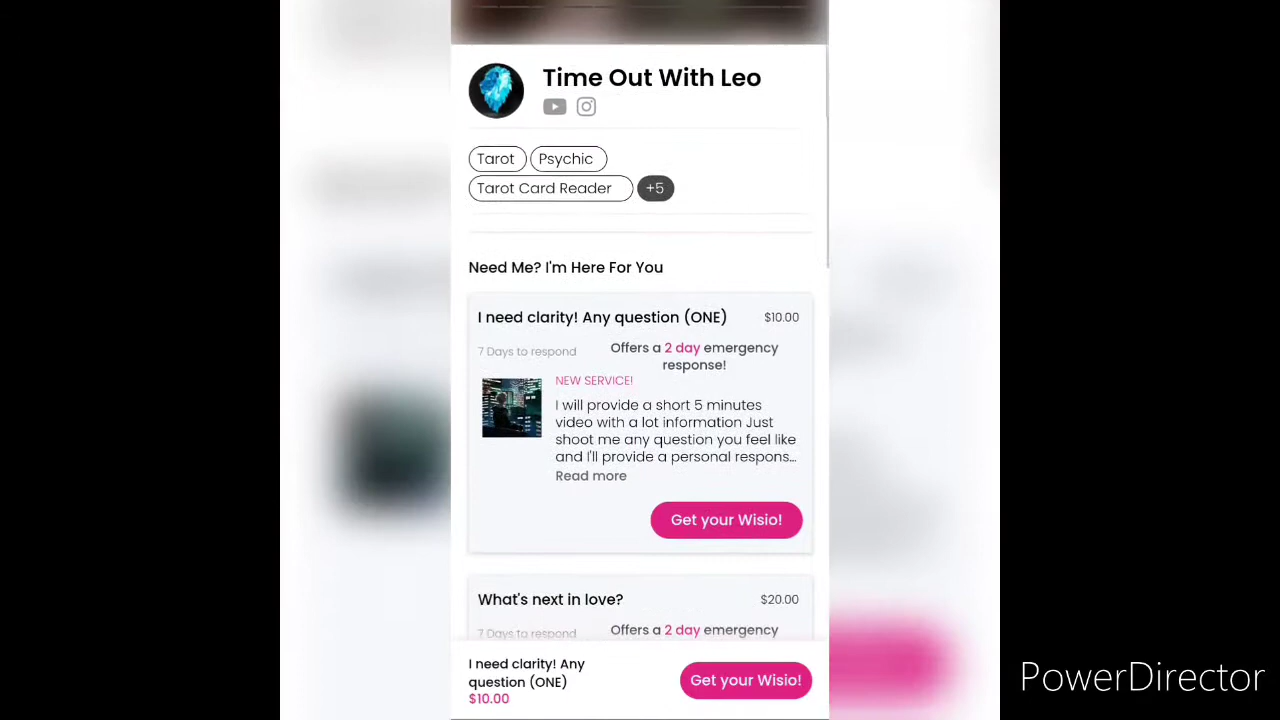 Time Out With Leo
Tarot
Psychic
Tarot Card Reader
+5
Need Me? I'm Here For You
I need clarity! Any question (ONE)
$10.00
7 Days to respond
Offers a 2 day emergency
response!
NEW SERVICE!
I will provide a short 5 minutes
video with a lot information Just
shoot me any question you feel like
and I'll provide a personal respons...
Read more
Get your Wisio!
What's next in love?
$20.00
7 Days to respond
Offers a 2 day emergency
I need clarity! Any
question (ONE)
$10.00
Get your Wisio!
PowerDirector